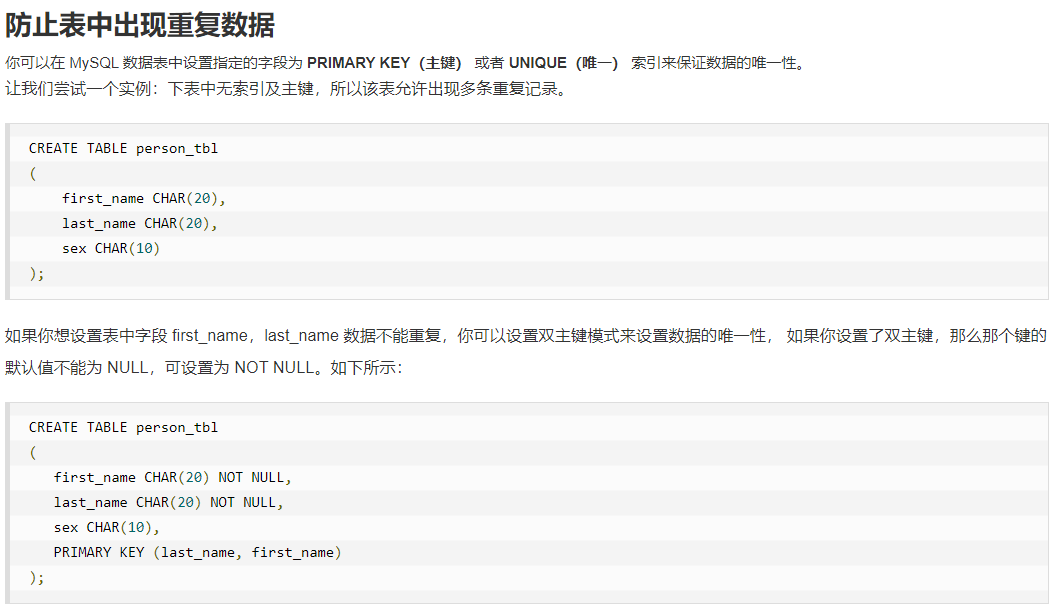 防止表中出现重复数据
你可以在 MySQL 数据表中设置指定的字段为 PRIMARY KEY（主键） 或者 UNIQUE（唯一） 索引来保证数据的唯一性。
让我们尝试一个实例：下表中无索引及主键，所以该表允许出现多条重复记录。
CREATE TABLE person_tbl
(
    first_name CHAR(20),
    last_name CHAR(20),
    sex CHAR(10)
);
如果你想设置表中字段 first_name，last_name 数据不能重复，你可以设置双主键模式来设置数据的唯一性， 如果你设置了双主键，那么那个键的
默认值不能为 NULL，可设置为 NOT NULL。如下所示：
CREATE TABLE person_tbl
(
   first_name CHAR(20) NOT NULL,
   last_name CHAR(20) NOT NULL,
   sex CHAR(10),
   PRIMARY KEY (last_name, first_name)
);